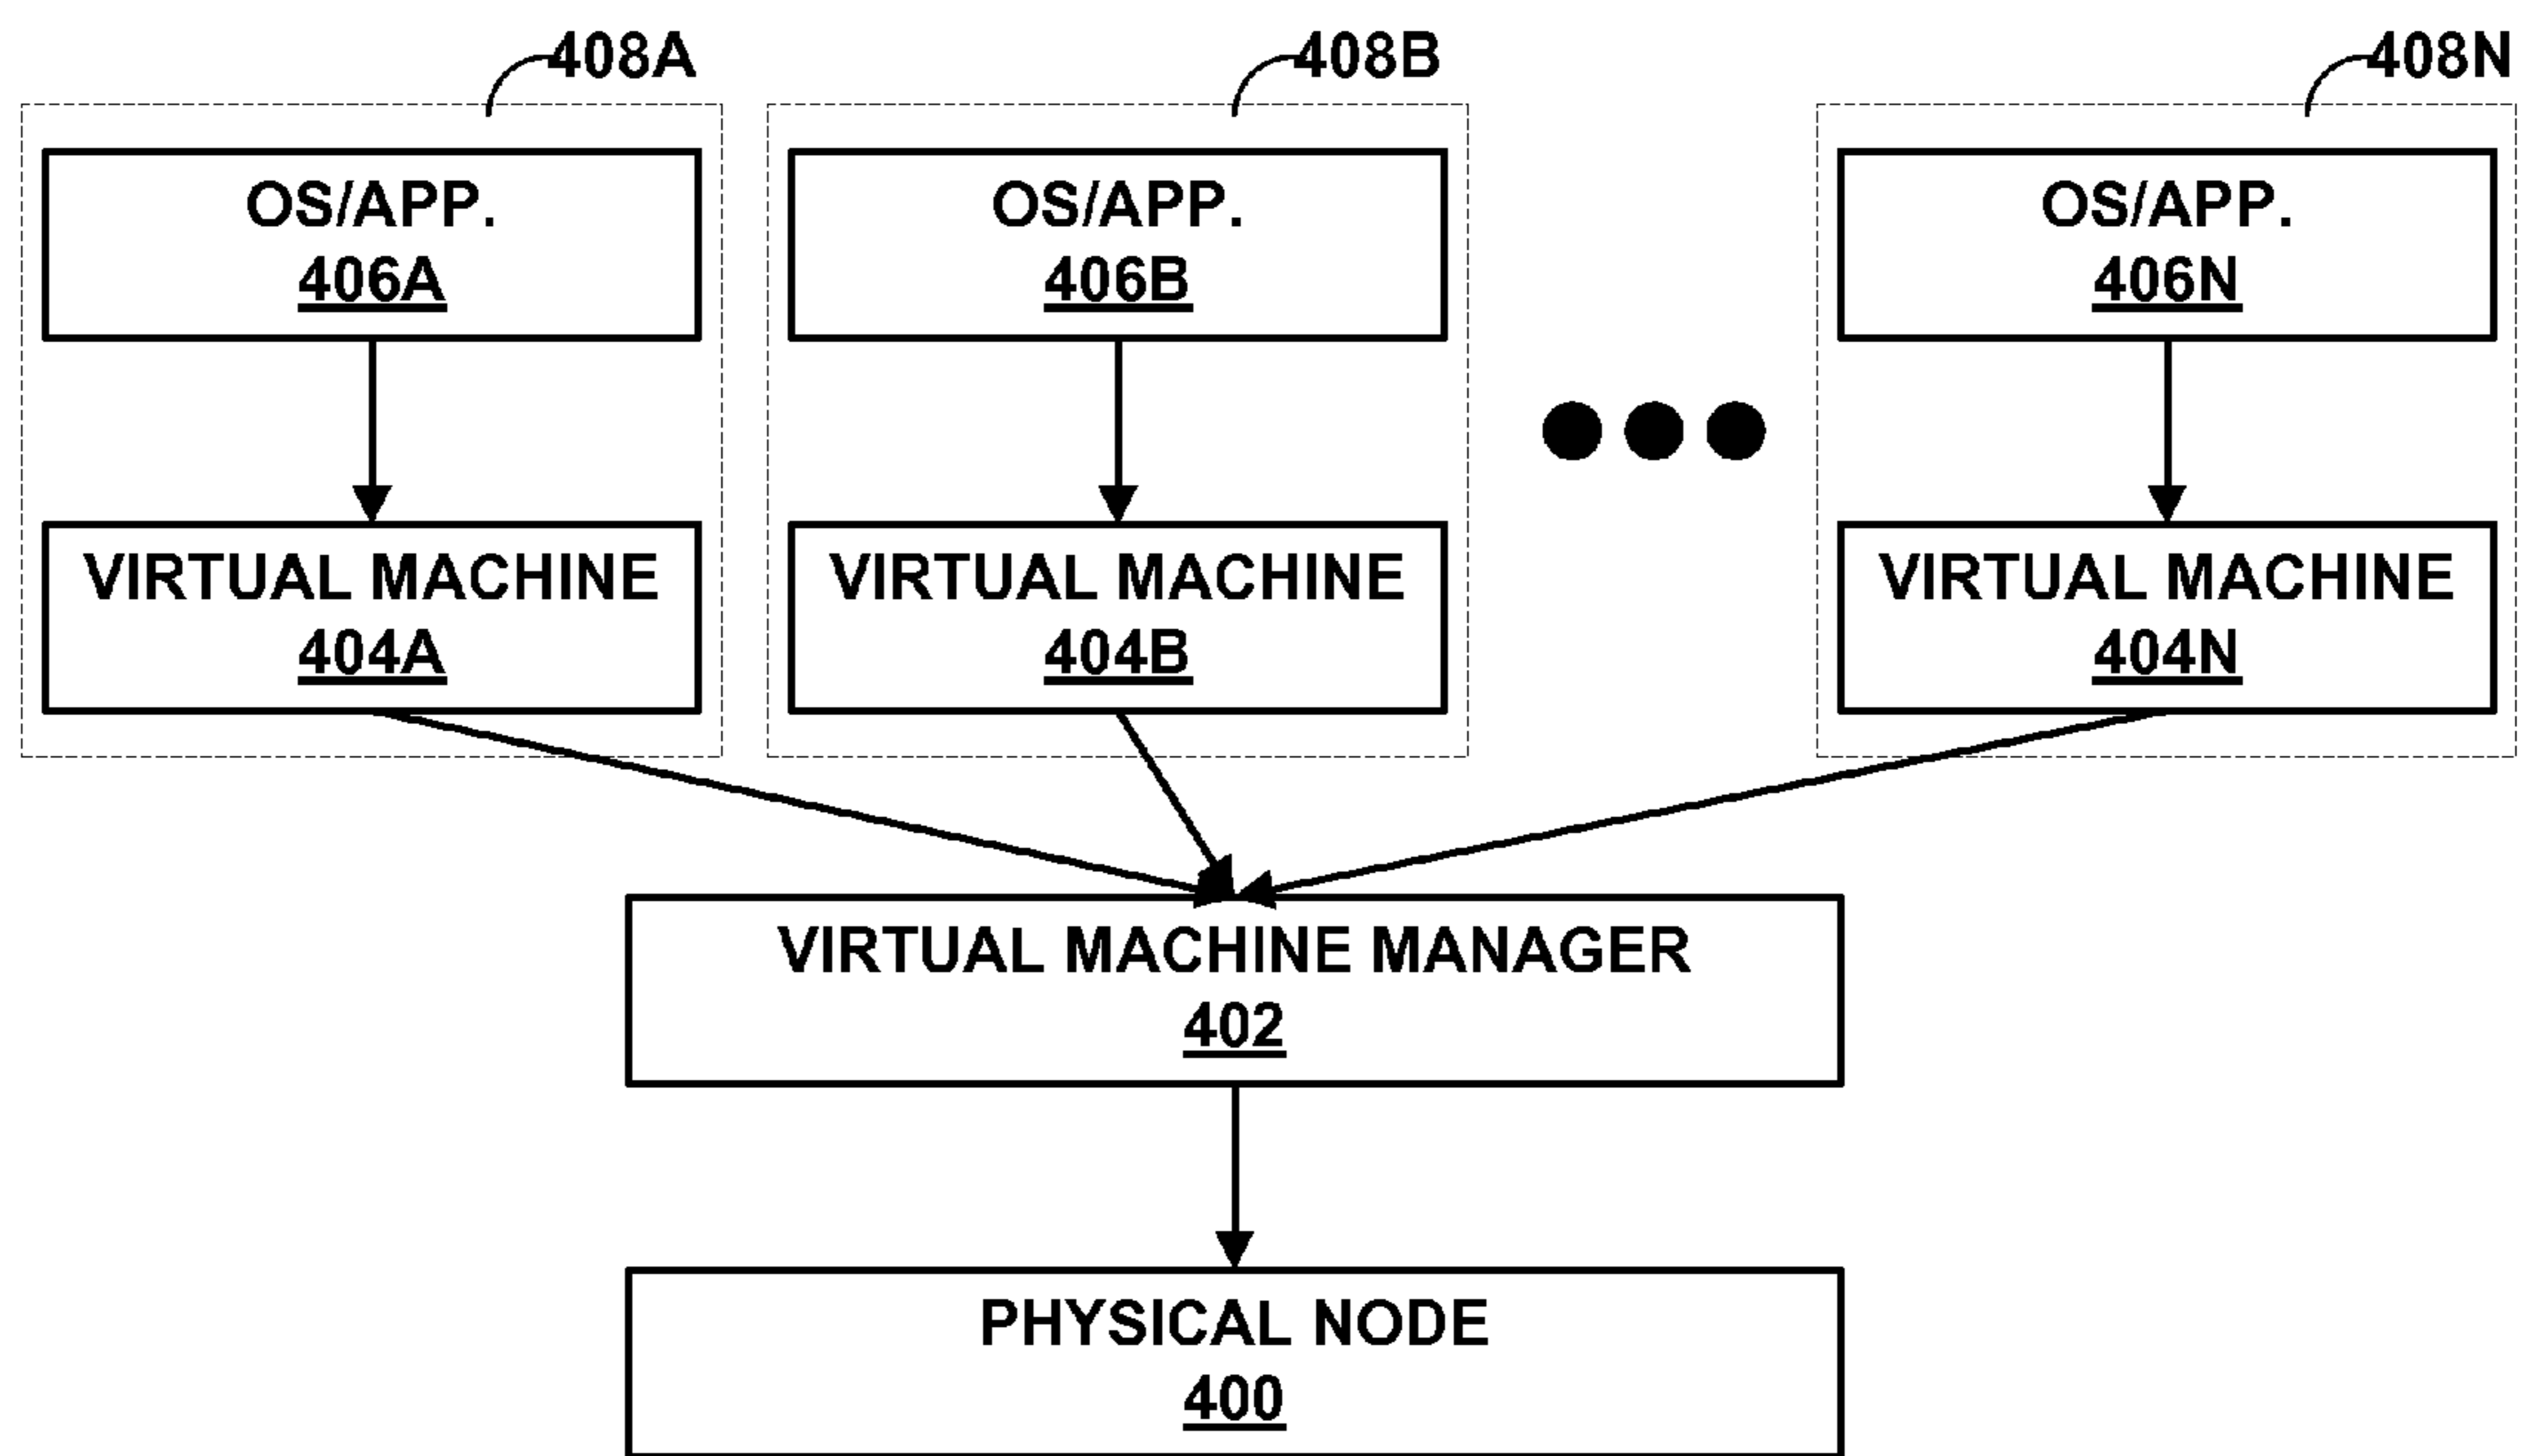 408A
408B
408N
OS/APP.
406A
OS/APP.
406B
OS/APP.
406N
VIRTUAL MACHINE
404A
VIRTUAL MACHINE
404B
VIRTUAL MACHINE
404N
VIRTUAL MACHINE MANAGER
402
PHYSICAL NODE
400